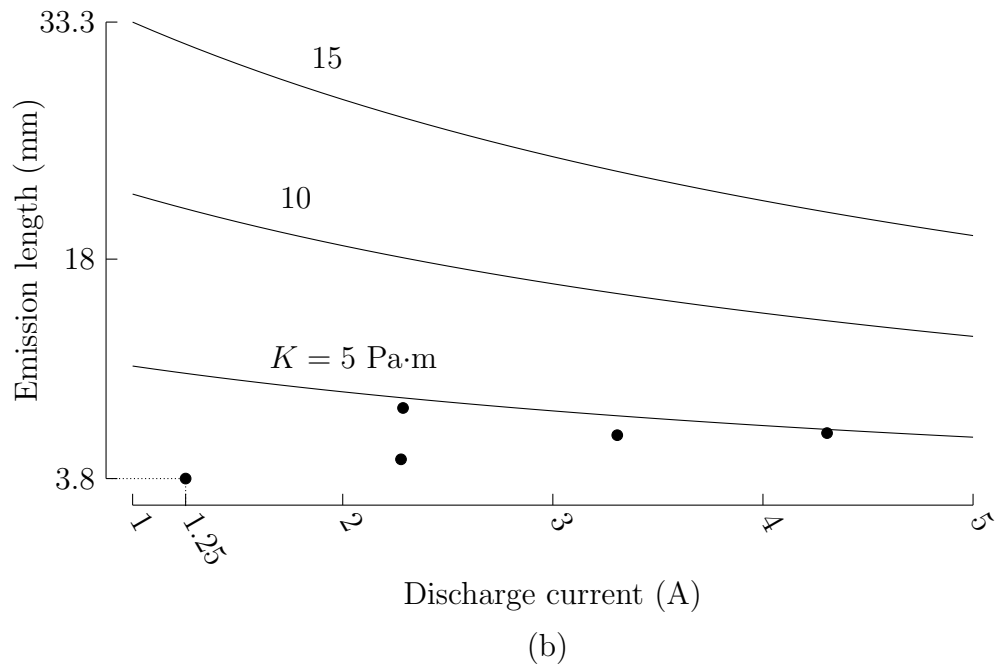 33.3
15
10
18
K = 5 Pa·m
3.8
Emission length (mm)
1
1.25
2
3
4
5
Discharge current (A)
(b)